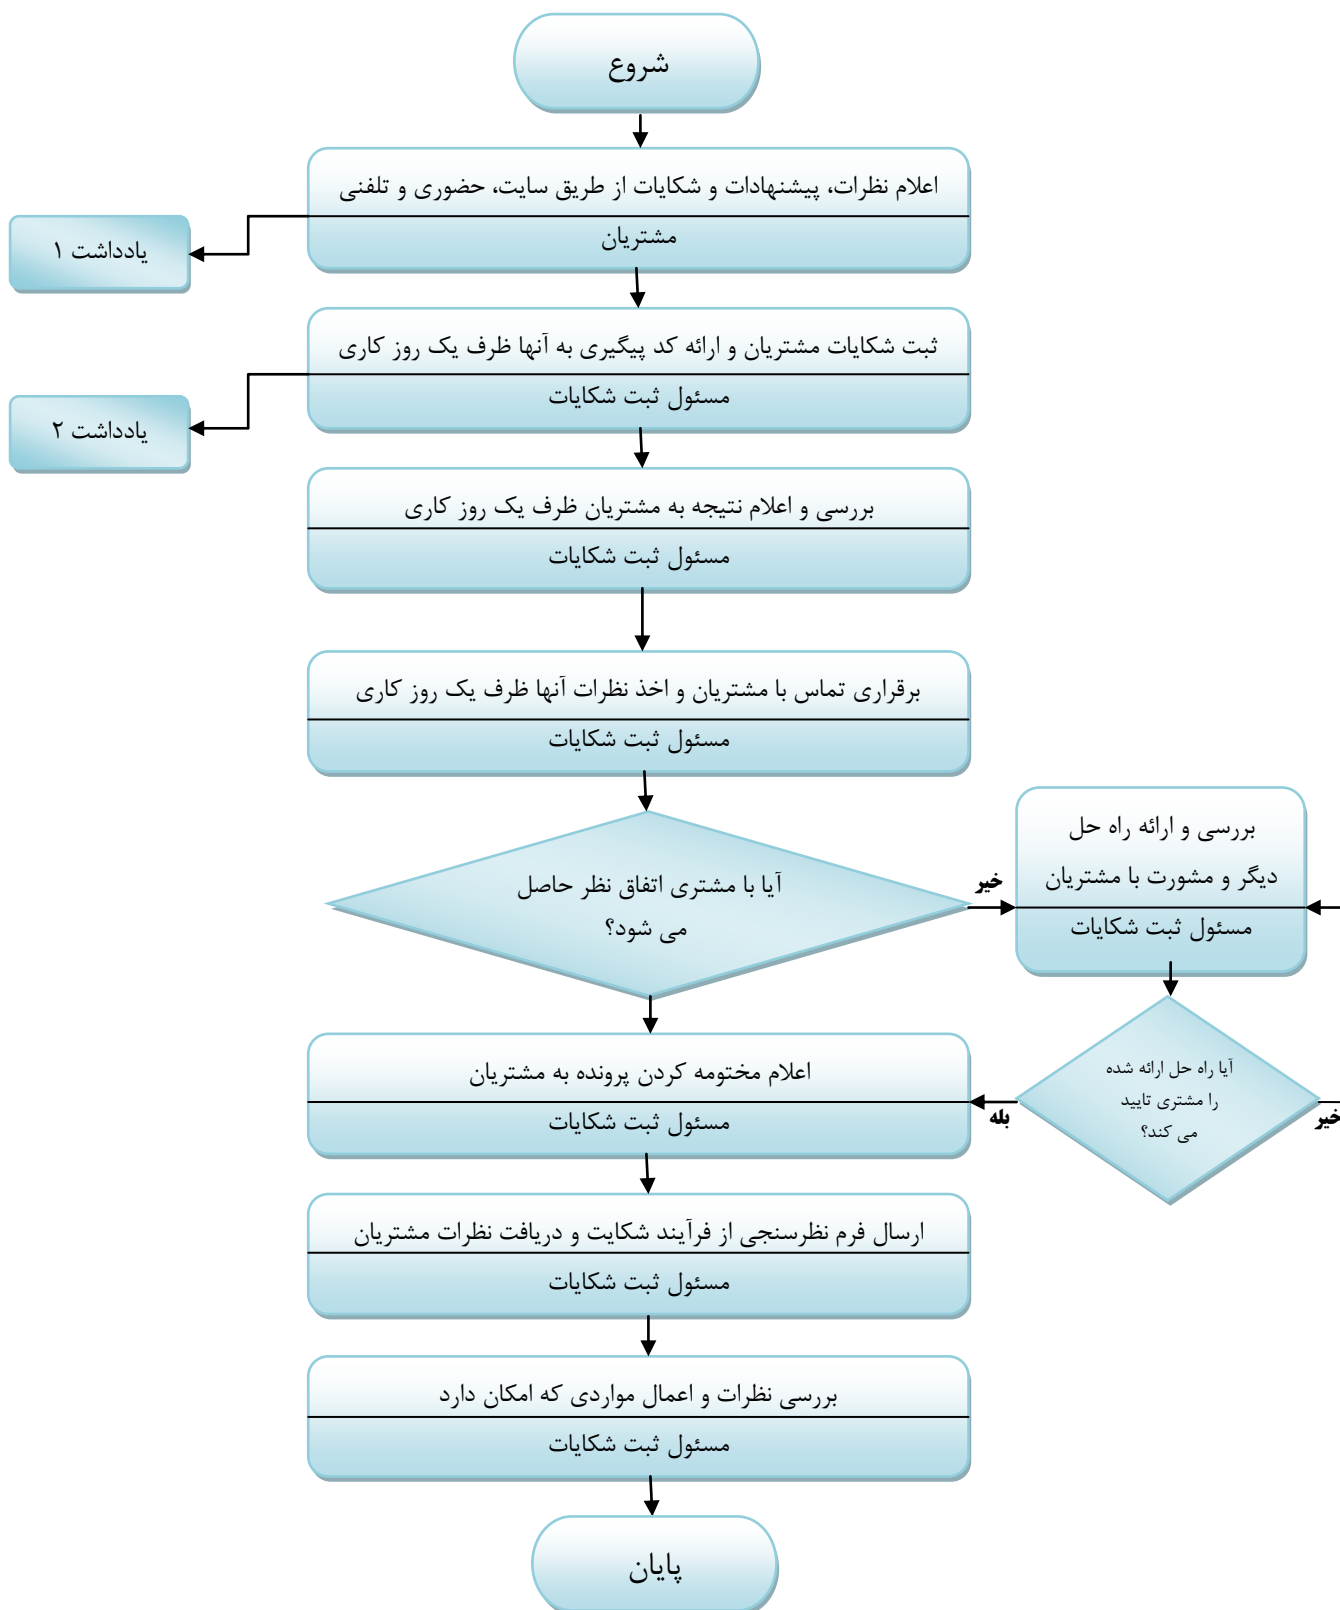 شروع
اعلام نظرات، پیشنهادات و شکایات از طریق سایت، حضوری و تلفنی
مشتریان
یادداشت ۱
ثبت شکایات مشتریان و ارائه کد پیگیری به آنها ظرف یک روز کاری
مسئول ثبت شکایات
یادداشت ۲
بررسی و اعلام نتیجه به مشتریان ظرف یک روز کاری
مسئول ثبت شکایات
برقراری تماس با مشتریان و اخذ نظرات آنها ظرف یک روز کاری
مسئول ثبت شکایات
آیا با مشتری اتفاق نظر حاصل
می شود؟
خیر
بررسی و ارائه راه حل
دیگر و مشورت با مشتریان
مسئول ثبت شکایات
آیا راه حل ارائه شده
را مشتری تایید
می کند؟
خیر
بله
اعلام مختومه کردن پرونده به مشتریان
مسئول ثبت شکایات
ارسال فرم نظرسنجی از فرآیند شکایت و دریافت نظرات مشتریان
مسئول ثبت شکایات
بررسی نظرات و اعمال مواردی که امکان دارد
مسئول ثبت شکایات
پایان